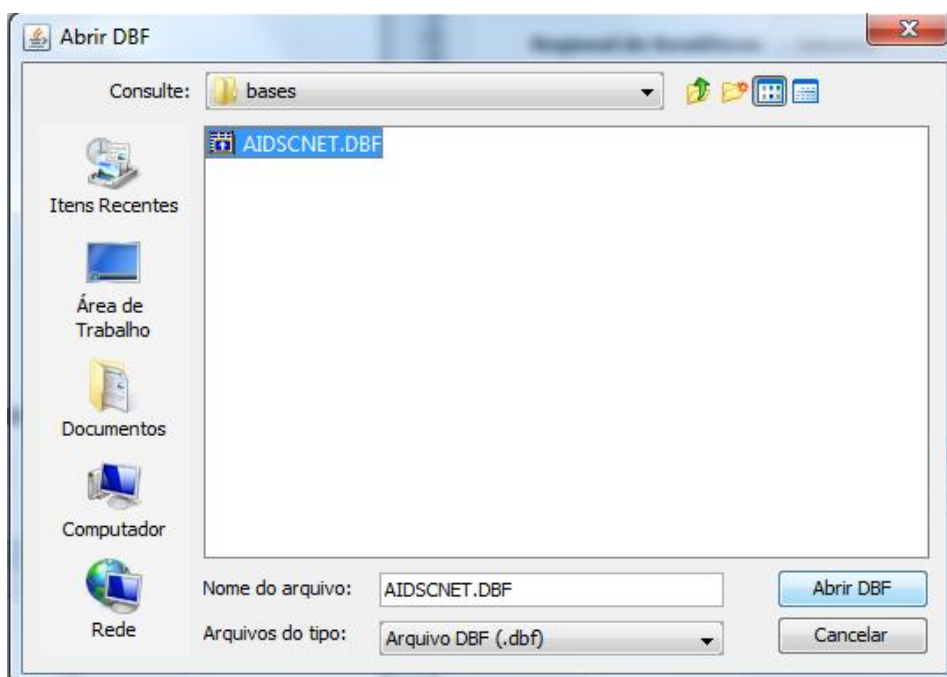 Abrir DBF
Consulte:
bases
AIDSCNET.DBF
Itens Recentes
Área de
Trabalho
Documentos
Computador
Rede
Nome do arquivo:
AIDSCNET.DBF
Abrir DBF
Arquivos do tipo:
Arquivo DBF (.dbf)
Cancelar